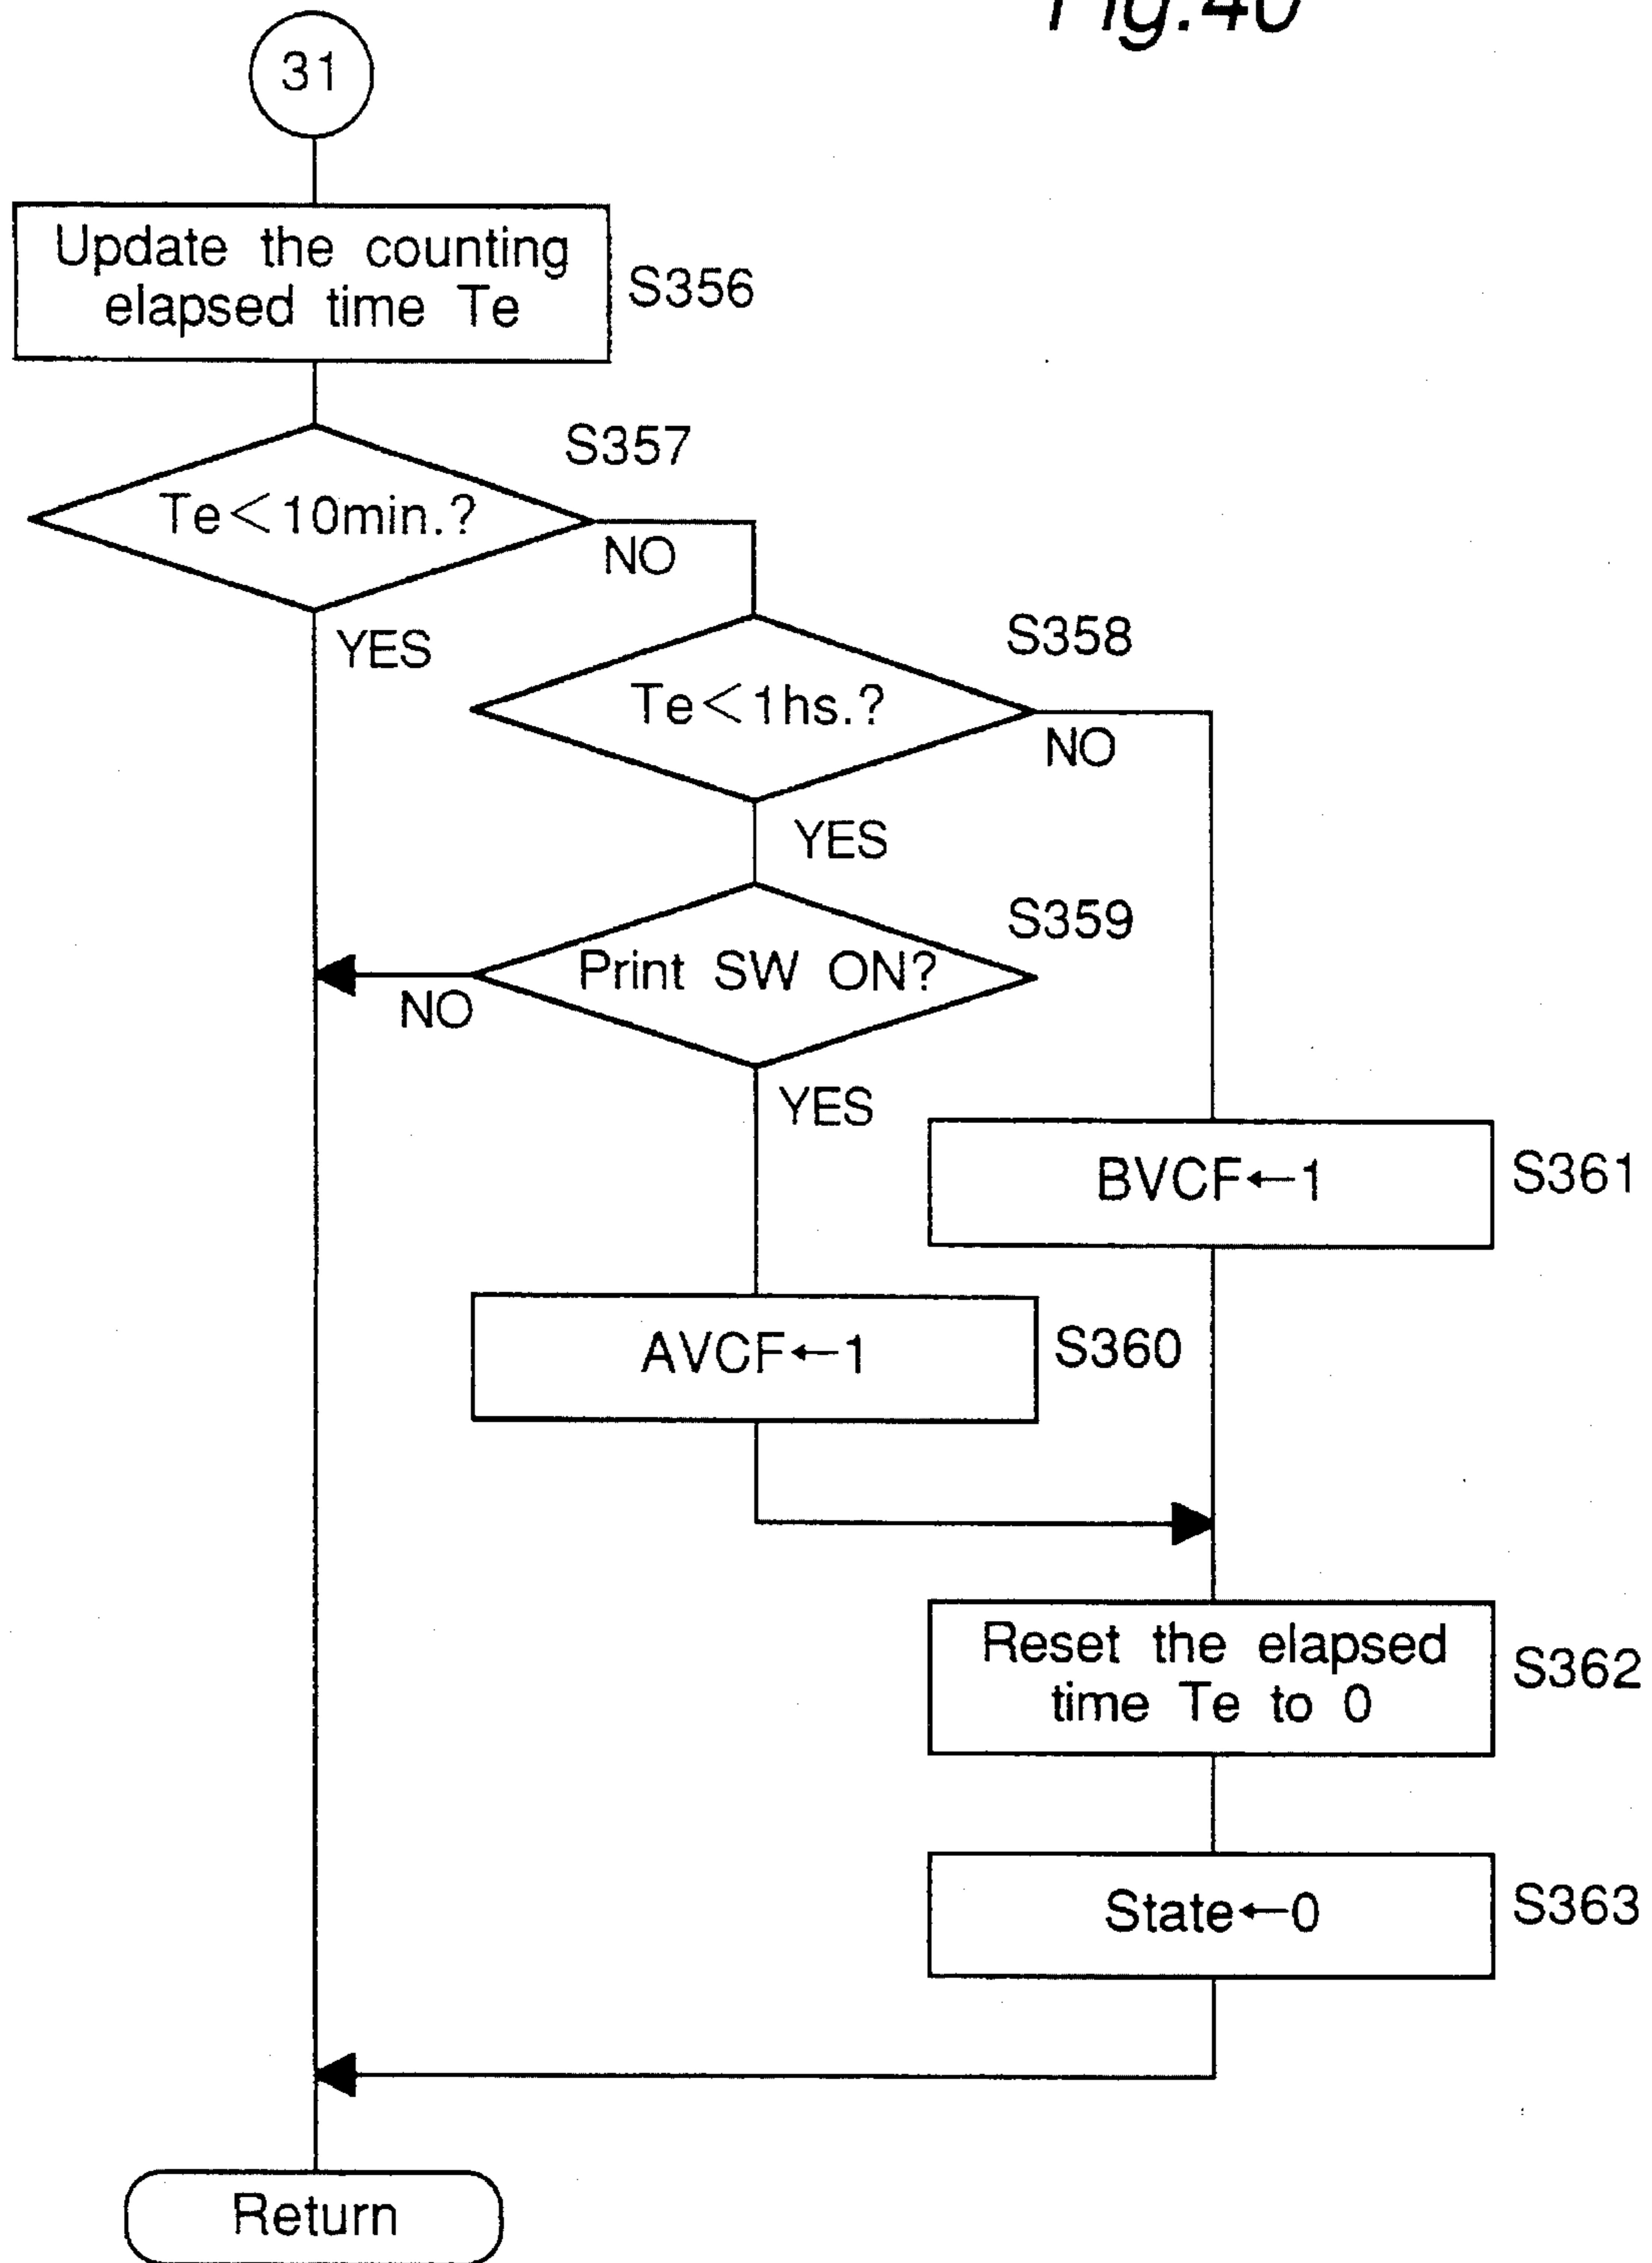 Fig.40
31
Update the counting
elapsed time Te
S356
S357
Te<10min.?
NO
YES
S358
Te<1hs.?
NO
YES
S359
Print SW ON?
NO
YES
BVCF←1
S361
AVCF←1
S360
Reset the elapsed
time Te to 0
S362
State←0
S363
Return